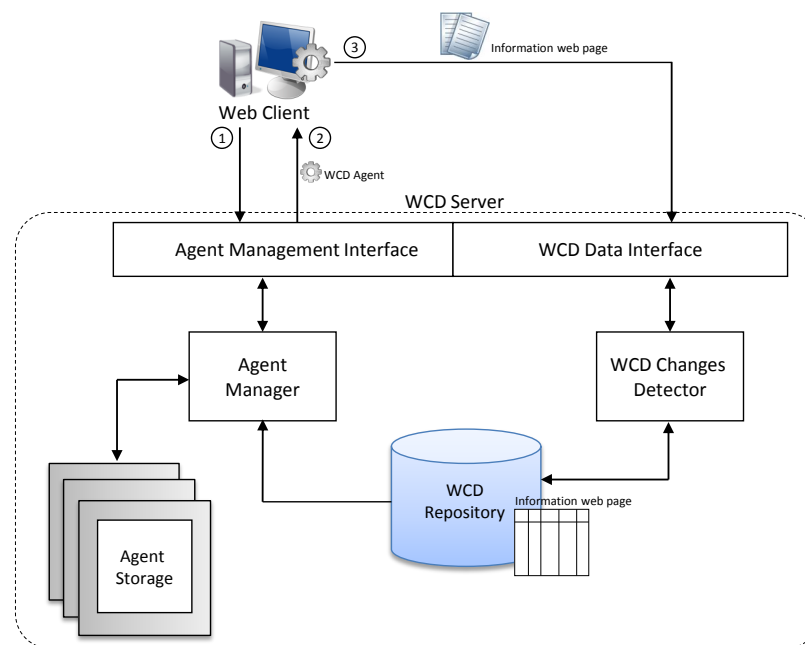 ③
Information web page
Web Client
①
②
WCD Agent
WCD Server
Agent Management Interface
WCD Data Interface
Agent
Manager
WCD Changes
Detector
WCD
Repository
Information web page
Agent
Storage